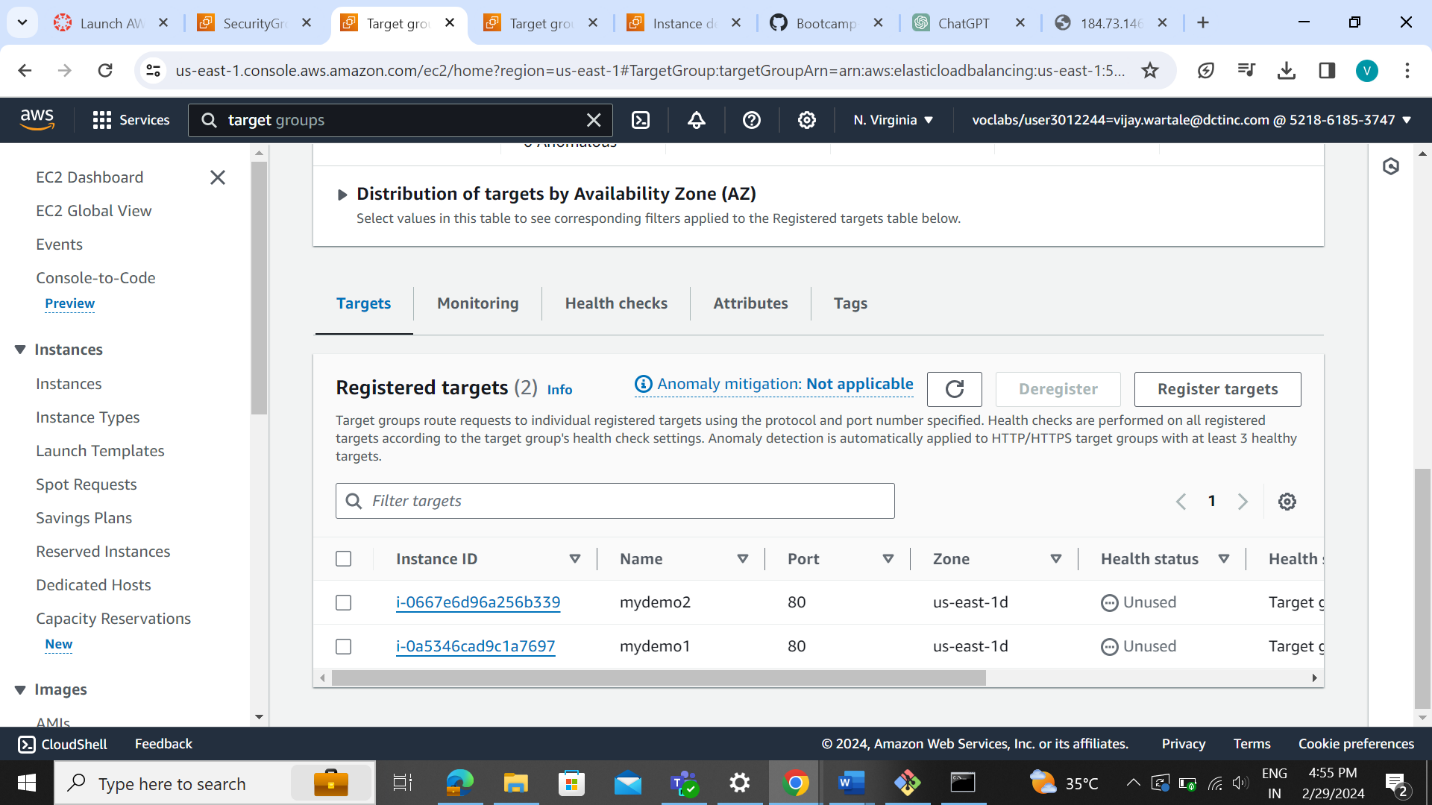 Launch AW
SecurityGr
Target gro
Target gro
Instance de
Bootcamp
ChatGPT
184.73.146
us-east-1.console.aws.amazon.com/ec2/home?region=us-east-1#TargetGroup:targetGroupArn=arn:aws:elasticloadbalancing:us-east-1:5...
V
aws
Services
target groups
N. Virginia
voclabs/user3012244=vijay.wartale@dctinc.com @ 5218-6185-3747
EC2 Dashboard
EC2 Global View
Events
Console-to-Code
Preview
Instances
Instances
Instance Types
Launch Templates
Spot Requests
Savings Plans
Reserved Instances
Dedicated Hosts
Capacity Reservations
New
Images
AMIs
0 Anomalous
Distribution of targets by Availability Zone (AZ)
Select values in this table to see corresponding filters applied to the Registered targets table below.
Targets
Monitoring
Health checks
Attributes
Tags
Registered targets (2) Info
Anomaly mitigation: Not applicable
Deregister
Register targets
Target groups route requests to individual registered targets using the protocol and port number specified. Health checks are performed on all registered
targets according to the target group's health check settings. Anomaly detection is automatically applied to HTTP/HTTPS target groups with at least 3 healthy
targets.
Filter targets
1
Instance ID Name Port Zone Health status Health s
i-0667e6d96a256b339 mydemo2 80 us-east-1d Unused Target g
i-0a5346cad9c1a7697 mydemo1 80 us-east-1d Unused Target g
CloudShell
Feedback
© 2024, Amazon Web Services, Inc. or its affiliates.
Privacy
Terms
Cookie preferences
Type here to search
35°C
ENG
IN
4:55 PM
2/29/2024
2